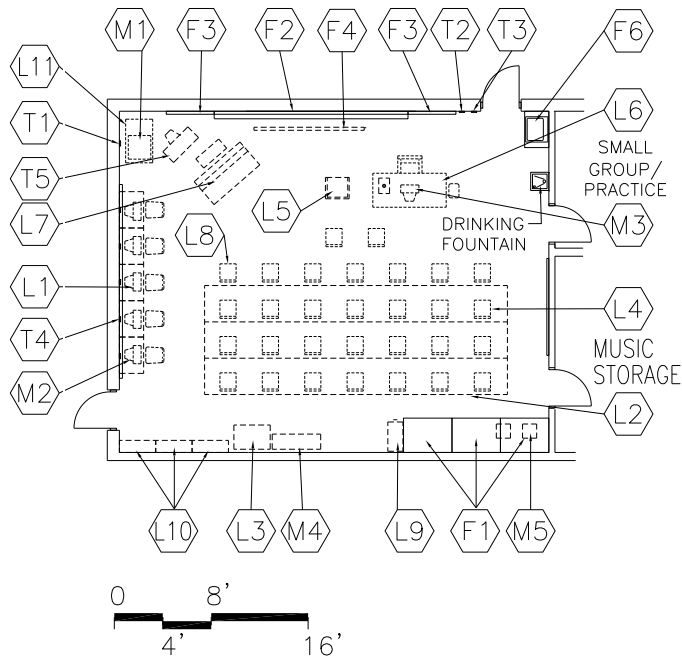 M1
F3
F2
F4
F3
T2
T3
F6
L11
L6
T1
SMALL
GROUP/
PRACTICE
T5
L7
L5
M3
L8
DRINKING
FOUNTAIN
L1
L4
T4
MUSIC
STORAGE
M2
L2
L10
L3
M4
L9
F1
M5
0
8'
4'
16'